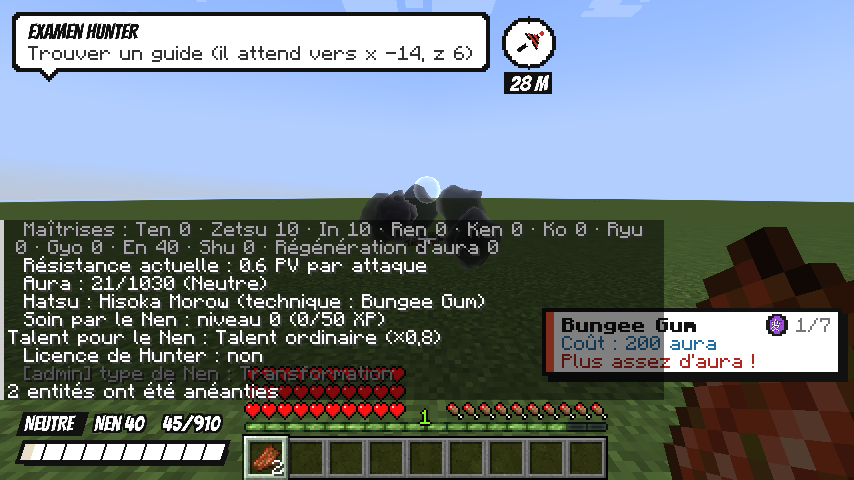 EXAMEN HUNTER
Trouver un guide (il attend vers x -14, z 6)
28 M
Maîtrises : Ten 0 · Zetsu 10 · In 10 · Ren 0 · Ken 0 · Ko 0 · Ryu
0 · Gyo 0 · En 40 · Shu 0 · Régénération d'aura 0
Résistance actuelle : 0.6 PV par attaque
Aura : 21/1030 (Neutre)
Hatsu : Hisoka Morow (technique : Bungee Gum)
Soin par le Nen : niveau 0 (0/50 XP)
Talent pour le Nen : Talent ordinaire (×0,8)
Licence de Hunter : non
[admin] type de Nen : Transformation
2 entités ont été anéanties
Bungee Gum 1/7
Coût : 200 aura
Plus assez d'aura !
NEUTRE NEN 40 45/910
1
2